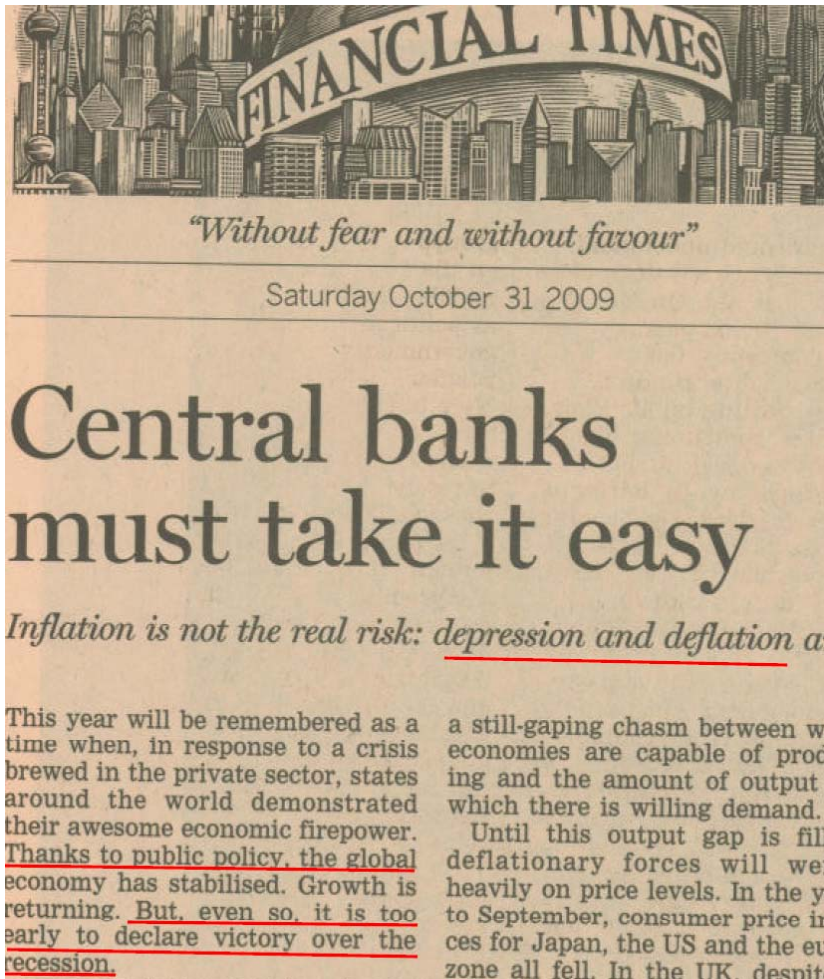 FINANCIAL TIMES
“Without fear and without favour”
Saturday October 31 2009
Central banks
must take it easy
Inflation is not the real risk: depression and deflation a
This year will be remembered as a
time when, in response to a crisis
brewed in the private sector, states
around the world demonstrated
their awesome economic firepower.
Thanks to public policy, the global
economy has stabilised. Growth is
returning. But, even so, it is too
early to declare victory over the
recession.
a still-gaping chasm between w
economies are capable of prod
ing and the amount of output
which there is willing demand.
Until this output gap is fill
deflationary forces will wei
heavily on price levels. In the y
to September, consumer price in
ces for Japan, the US and the eu
zone all fell. In the UK, despit